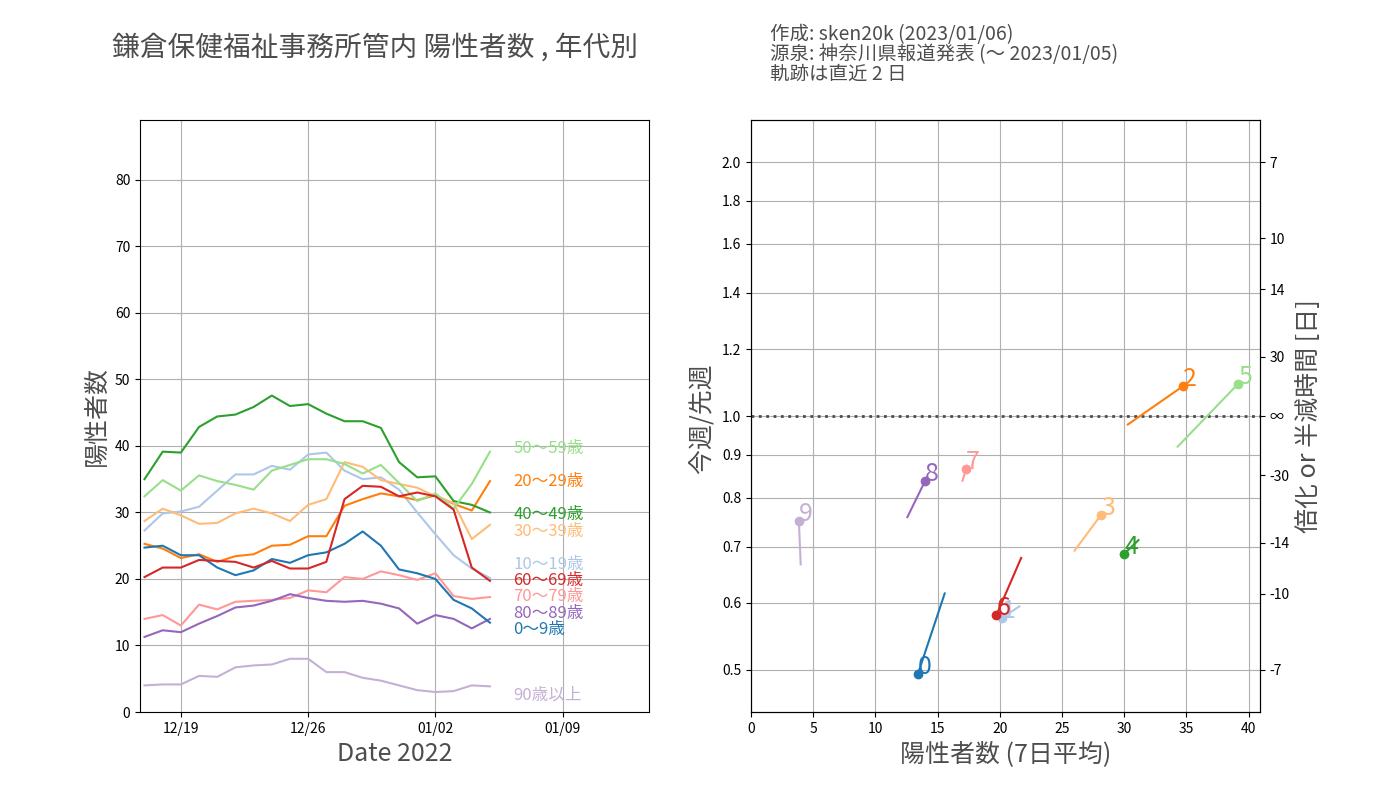 鎌倉保健福祉事務所管内 陽性者数 , 年代別
作成: sken20k (2023/01/06)
源泉: 神奈川県報道発表 (〜 2023/01/05)
軌跡は直近 2 日
陽性者数
80
70
60
50
40
30
20
10
0
12/19
12/26
01/02
01/09
Date 2022
50〜59歳
20〜29歳
40〜49歳
30〜39歳
10〜19歳
60〜69歳
70〜79歳
80〜89歳
0〜9歳
90歳以上
今週/先週
2.0
1.8
1.6
1.4
1.2
1.0
0.9
0.8
0.7
0.6
0.5
0
5
10
15
20
25
30
35
40
陽性者数 (7日平均)
7
10
14
30
∞
-30
-14
-10
-7
倍化 or 半減時間 [日]
5
2
7
8
9
3
4
6
1
0